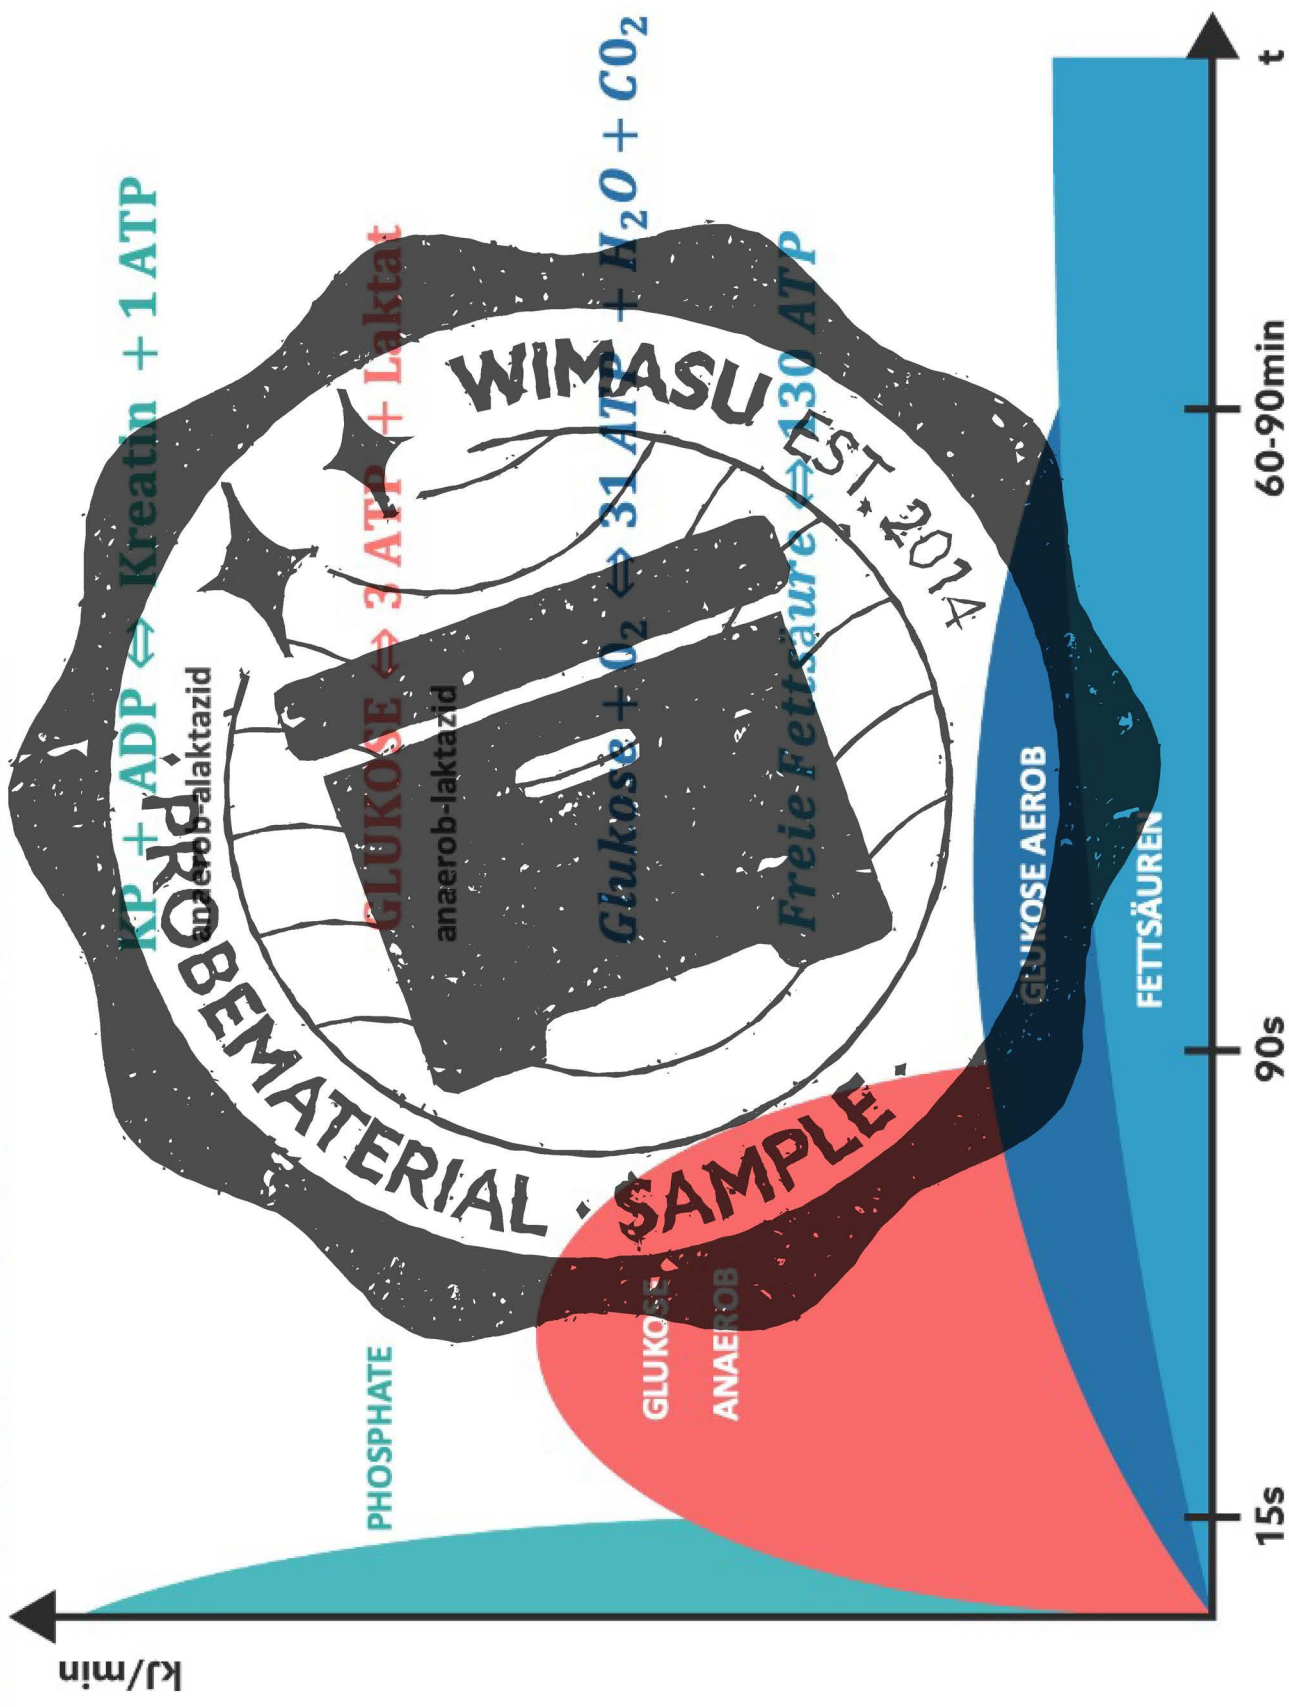 KP + ADP ⇔ Kreatin + 1 ATP
anaerob-alaktazid
GLUKOSE ⇔ 3 ATP + Laktat
anaerob-laktazid
Glukose + O₂ ⇔ 31 ATP + H₂O + CO₂
Freie Fettsäure ⇔ 130 ATP
kJ/min
PHOSPHATE
GLUKOSE
ANAEROB
GLUKOSE AEROB
FETTSÄUREN
15s
90s
60-90min
t
· PROBEMATERIAL · SAMPLE ·
WIMASU EST. 2014